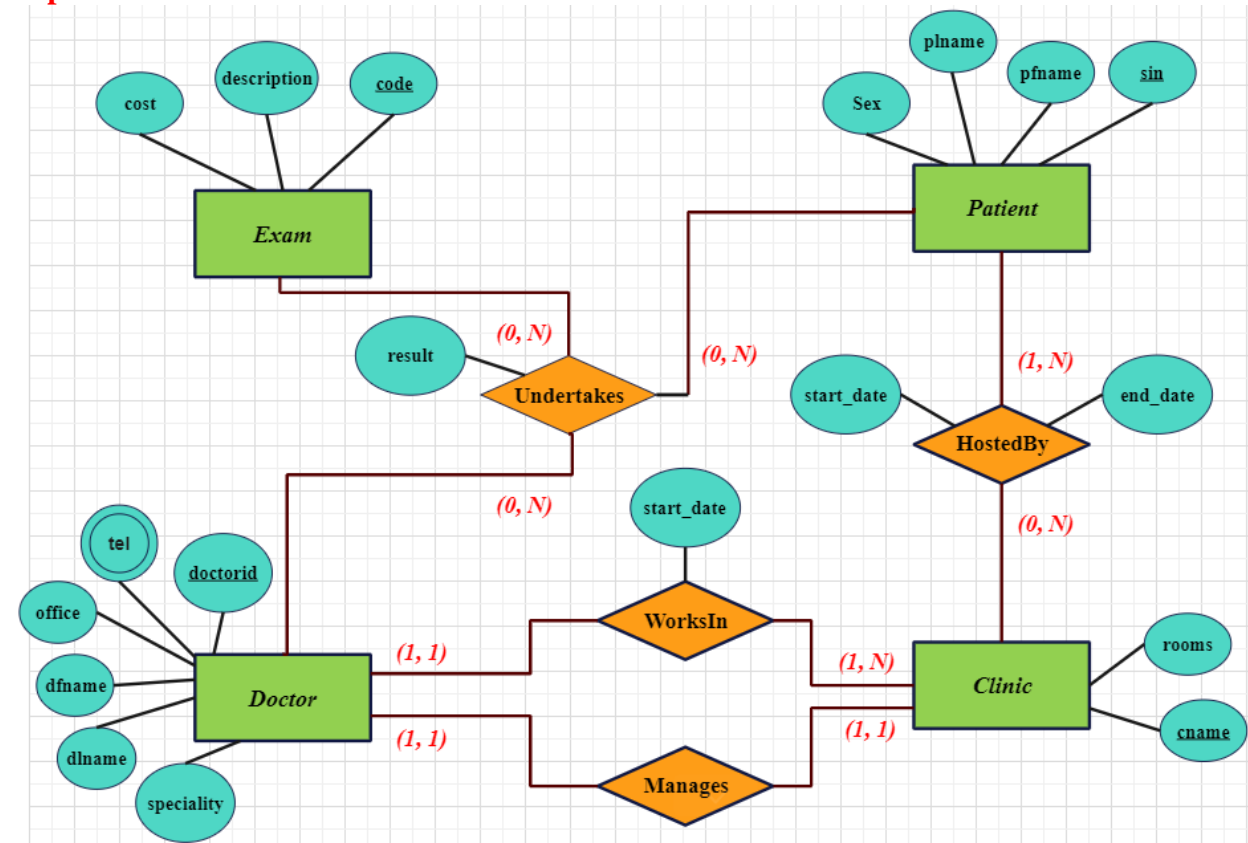 plname
description
pfname
sin
code
cost
Sex
Patient
Exam
(0, N)
(0, N)
result
(1, N)
Undertakes
start_date
end_date
HostedBy
(0, N)
start_date
(0, N)
tel
doctorid
office
WorksIn
(1, 1)
(1, N)
rooms
dfname
Doctor
Clinic
(1, 1)
(1, 1)
cname
dlname
Manages
speciality